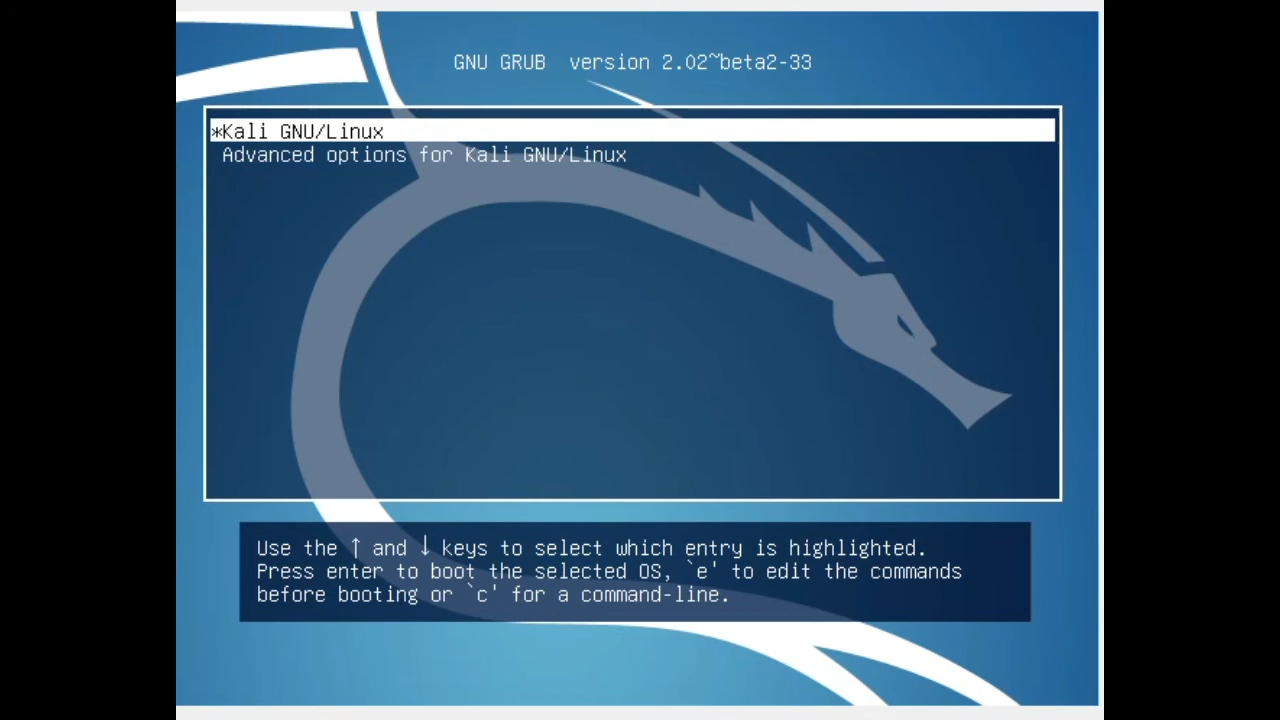 GNU GRUB version 2.02~beta2-33
*Kali GNU/Linux
Advanced options for Kali GNU/Linux
Use the ↑ and ↓ keys to select which entry is highlighted.
Press enter to boot the selected OS, `e' to edit the commands
before booting or `c' for a command-line.